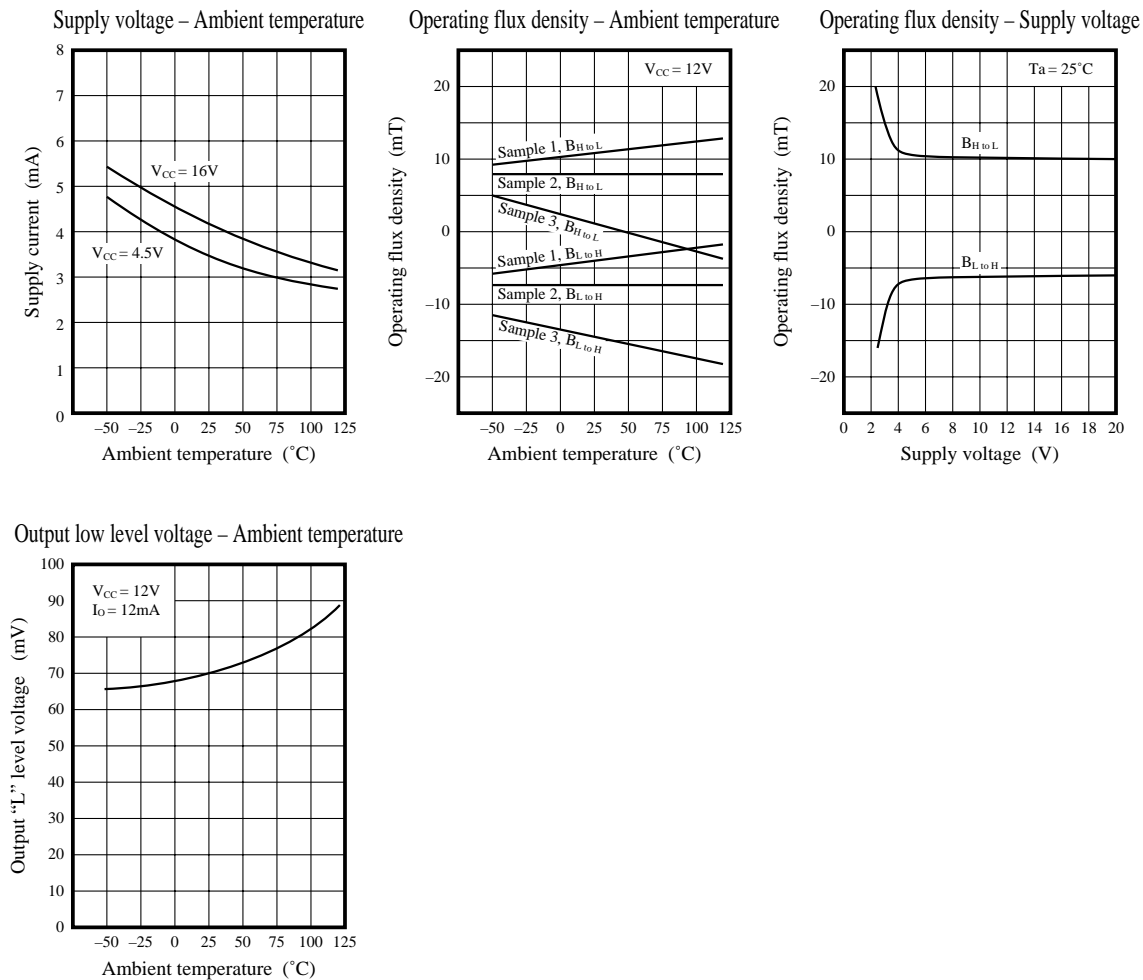 Supply voltage – Ambient temperature
8
7
6
5
4
3
2
1
0
Supply current (mA)
VCC = 16V
VCC = 4.5V
–50 –25 0 25 50 75 100 125
Ambient temperature (˚C)
Operating flux density – Ambient temperature
20
10
0
–10
–20
Operating flux density (mT)
VCC = 12V
Sample 1, BH to L
Sample 2, BH to L
Sample 3, BH to L
Sample 1, BL to H
Sample 2, BL to H
Sample 3, BL to H
–50 –25 0 25 50 75 100 125
Ambient temperature (˚C)
Operating flux density – Supply voltage
20
10
0
–10
–20
Operating flux density (mT)
Ta = 25˚C
BH to L
BL to H
0 2 4 6 8 10 12 14 16 18 20
Supply voltage (V)
Output low level voltage – Ambient temperature
100
90
80
70
60
50
40
30
20
10
0
Output “L” level voltage (mV)
VCC = 12V
IO = 12mA
–50 –25 0 25 50 75 100 125
Ambient temperature (˚C)